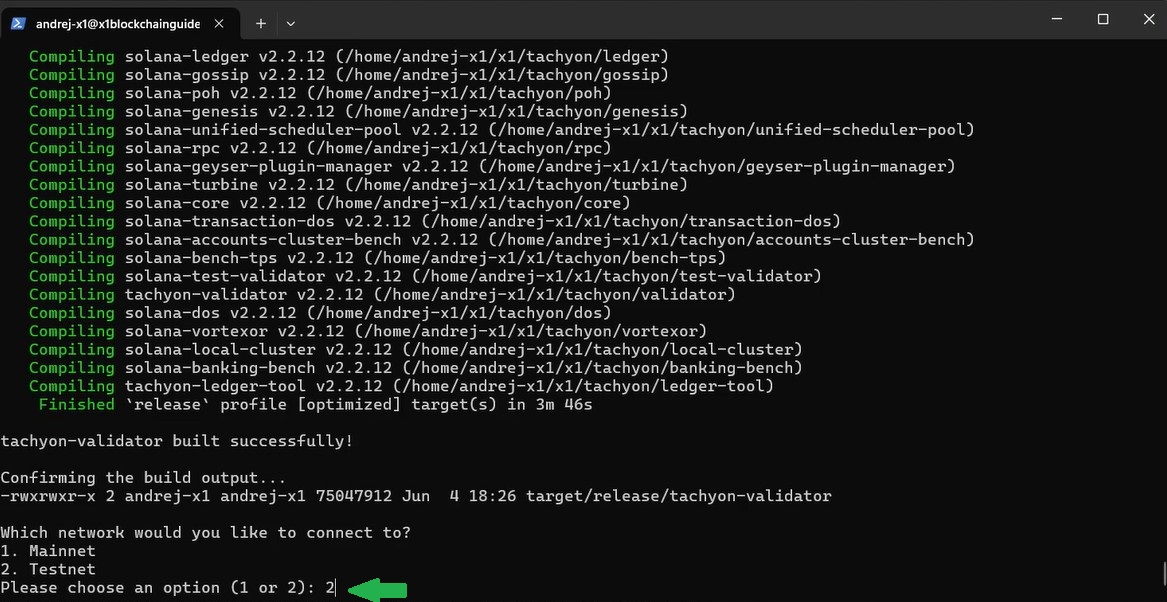 andrej-x1@x1blockchainguide
Compiling solana-ledger v2.2.12 (/home/andrej-x1/x1/tachyon/ledger)
Compiling solana-gossip v2.2.12 (/home/andrej-x1/x1/tachyon/gossip)
Compiling solana-poh v2.2.12 (/home/andrej-x1/x1/tachyon/poh)
Compiling solana-genesis v2.2.12 (/home/andrej-x1/x1/tachyon/genesis)
Compiling solana-unified-scheduler-pool v2.2.12 (/home/andrej-x1/x1/tachyon/unified-scheduler-pool)
Compiling solana-rpc v2.2.12 (/home/andrej-x1/x1/tachyon/rpc)
Compiling solana-geyser-plugin-manager v2.2.12 (/home/andrej-x1/x1/tachyon/geyser-plugin-manager)
Compiling solana-turbine v2.2.12 (/home/andrej-x1/x1/tachyon/turbine)
Compiling solana-core v2.2.12 (/home/andrej-x1/x1/tachyon/core)
Compiling solana-transaction-dos v2.2.12 (/home/andrej-x1/x1/tachyon/transaction-dos)
Compiling solana-accounts-cluster-bench v2.2.12 (/home/andrej-x1/x1/tachyon/accounts-cluster-bench)
Compiling solana-bench-tps v2.2.12 (/home/andrej-x1/x1/tachyon/bench-tps)
Compiling solana-test-validator v2.2.12 (/home/andrej-x1/x1/tachyon/test-validator)
Compiling tachyon-validator v2.2.12 (/home/andrej-x1/x1/tachyon/validator)
Compiling solana-dos v2.2.12 (/home/andrej-x1/x1/tachyon/dos)
Compiling solana-vortexor v2.2.12 (/home/andrej-x1/x1/tachyon/vortexor)
Compiling solana-local-cluster v2.2.12 (/home/andrej-x1/x1/tachyon/local-cluster)
Compiling solana-banking-bench v2.2.12 (/home/andrej-x1/x1/tachyon/banking-bench)
Compiling tachyon-ledger-tool v2.2.12 (/home/andrej-x1/x1/tachyon/ledger-tool)
Finished `release` profile [optimized] target(s) in 3m 46s
tachyon-validator built successfully!
Confirming the build output...
-rwxrwxr-x 2 andrej-x1 andrej-x1 75047912 Jun  4 18:26 target/release/tachyon-validator
Which network would you like to connect to?
1. Mainnet
2. Testnet
Please choose an option (1 or 2): 2